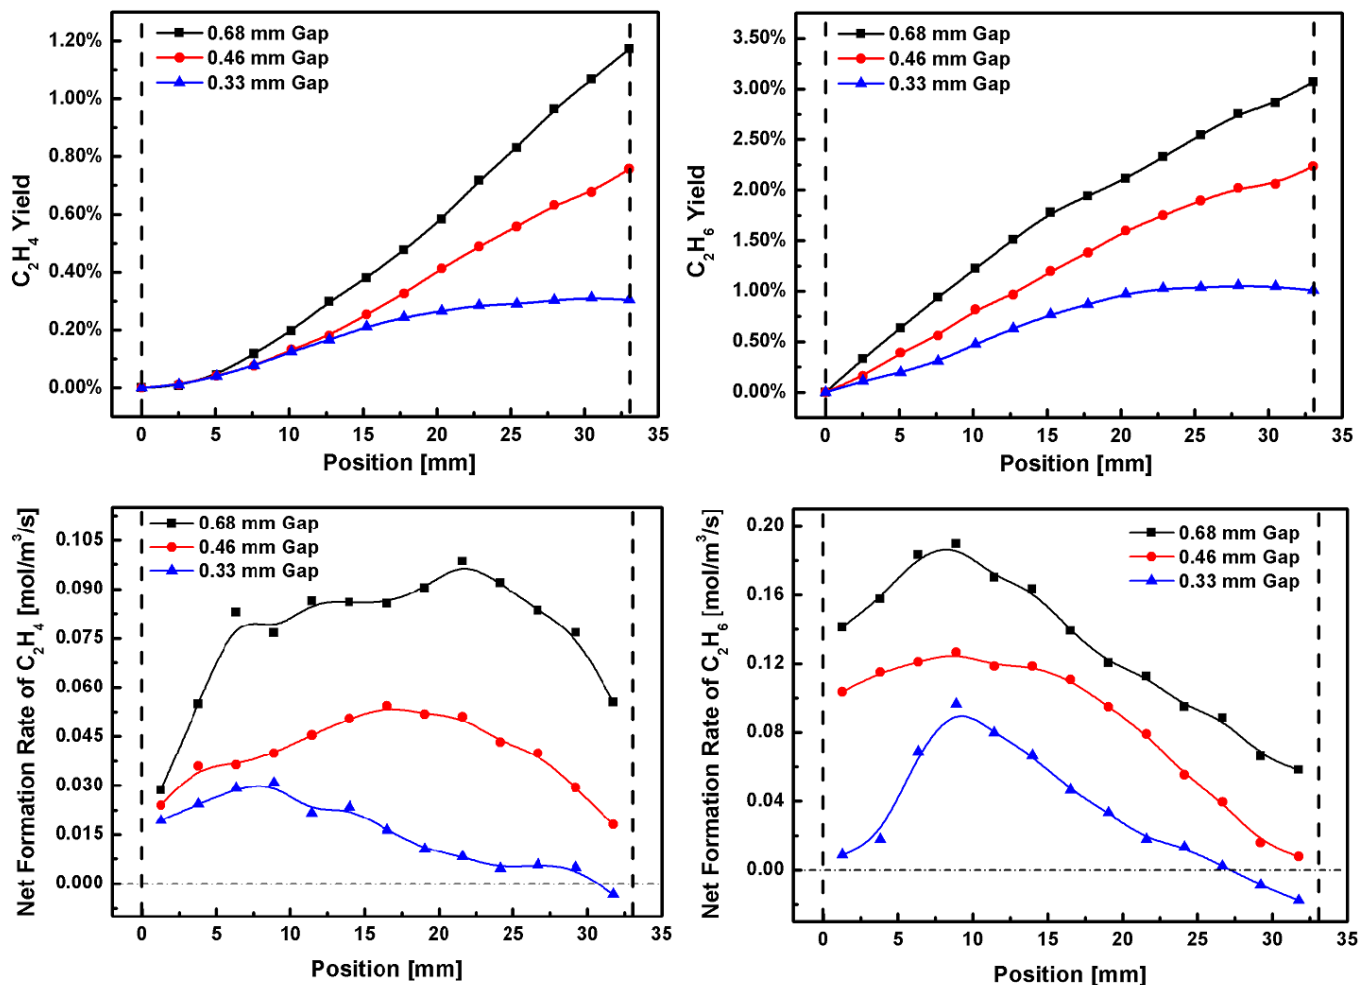 C2H4 Yield
1.20%
1.00%
0.80%
0.60%
0.40%
0.20%
0.00%
0.68 mm Gap
0.46 mm Gap
0.33 mm Gap
0 5 10 15 20 25 30 35
Position [mm]
C2H6 Yield
3.50%
3.00%
2.50%
2.00%
1.50%
1.00%
0.50%
0.00%
0.68 mm Gap
0.46 mm Gap
0.33 mm Gap
0 5 10 15 20 25 30 35
Position [mm]
Net Formation Rate of C2H4 [mol/m3/s]
0.105
0.090
0.075
0.060
0.045
0.030
0.015
0.000
0.68 mm Gap
0.46 mm Gap
0.33 mm Gap
0 5 10 15 20 25 30 35
Position [mm]
Net Formation Rate of C2H6 [mol/m3/s]
0.20
0.16
0.12
0.08
0.04
0.00
0.68 mm Gap
0.46 mm Gap
0.33 mm Gap
0 5 10 15 20 25 30 35
Position [mm]